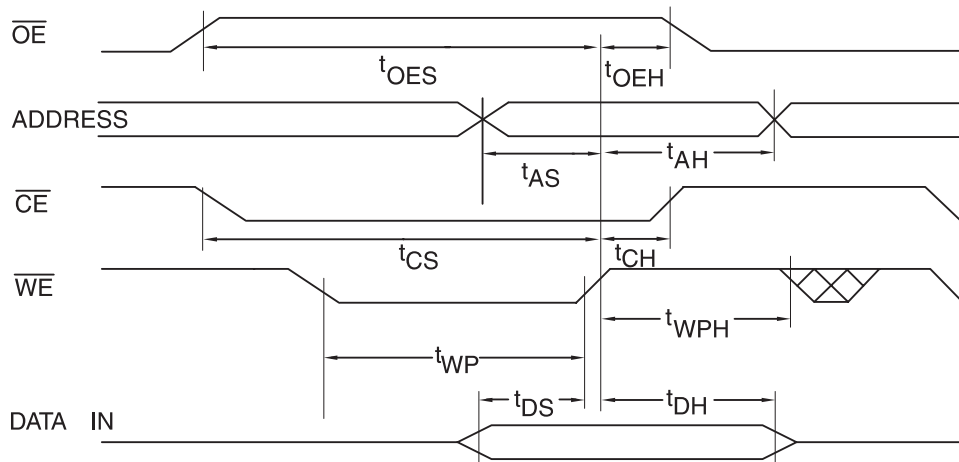 OE
tOES
tOEH
ADDRESS
tAS
tAH
CE
tCS
tCH
WE
tWPH
tWP
tDS
tDH
DATA IN